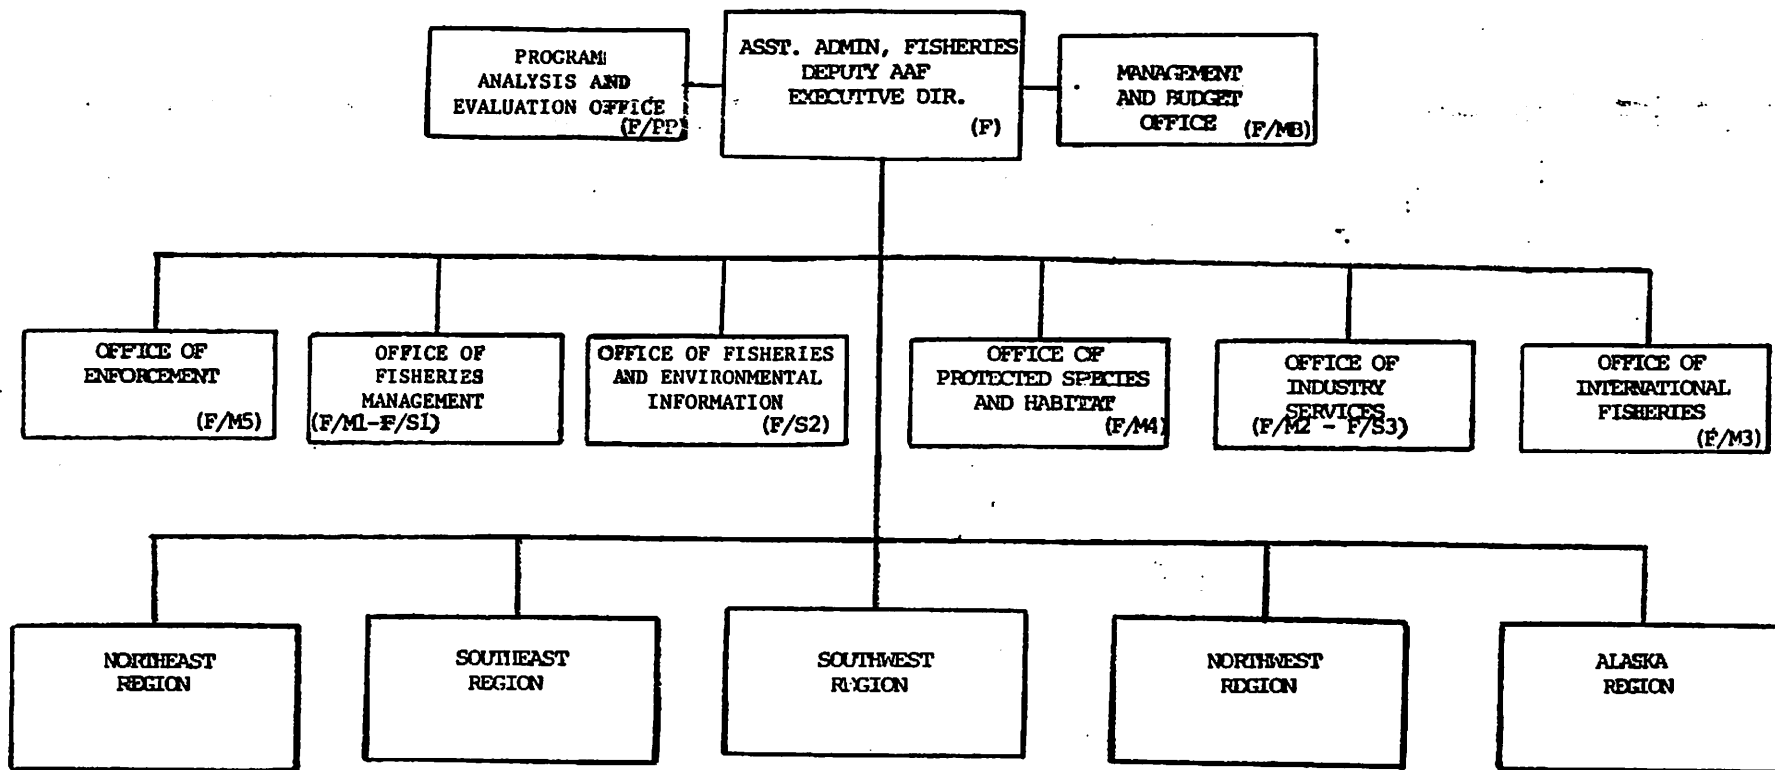 PROGRAM
ANALYSIS AND
EVALUATION OFFICE
(F/PP)
ASST. ADMIN, FISHERIES
DEPUTY AAF
EXECUTIVE DIR.
(F)
MANAGEMENT
AND BUDGET
OFFICE (F/MB)
OFFICE OF
ENFORCEMENT
(F/M5)
OFFICE OF
FISHERIES
MANAGEMENT
(F/M1-F/S1)
OFFICE OF FISHERIES
AND ENVIRONMENTAL
INFORMATION
(F/S2)
OFFICE OF
PROTECTED SPECIES
AND HABITAT
(F/M4)
OFFICE OF
INDUSTRY
SERVICES
(F/M2 - F/S3)
OFFICE OF
INTERNATIONAL
FISHERIES
(F/M3)
NORTHEAST
REGION
SOUTHEAST
REGION
SOUTHWEST
REGION
NORTHWEST
REGION
ALASKA
REGION